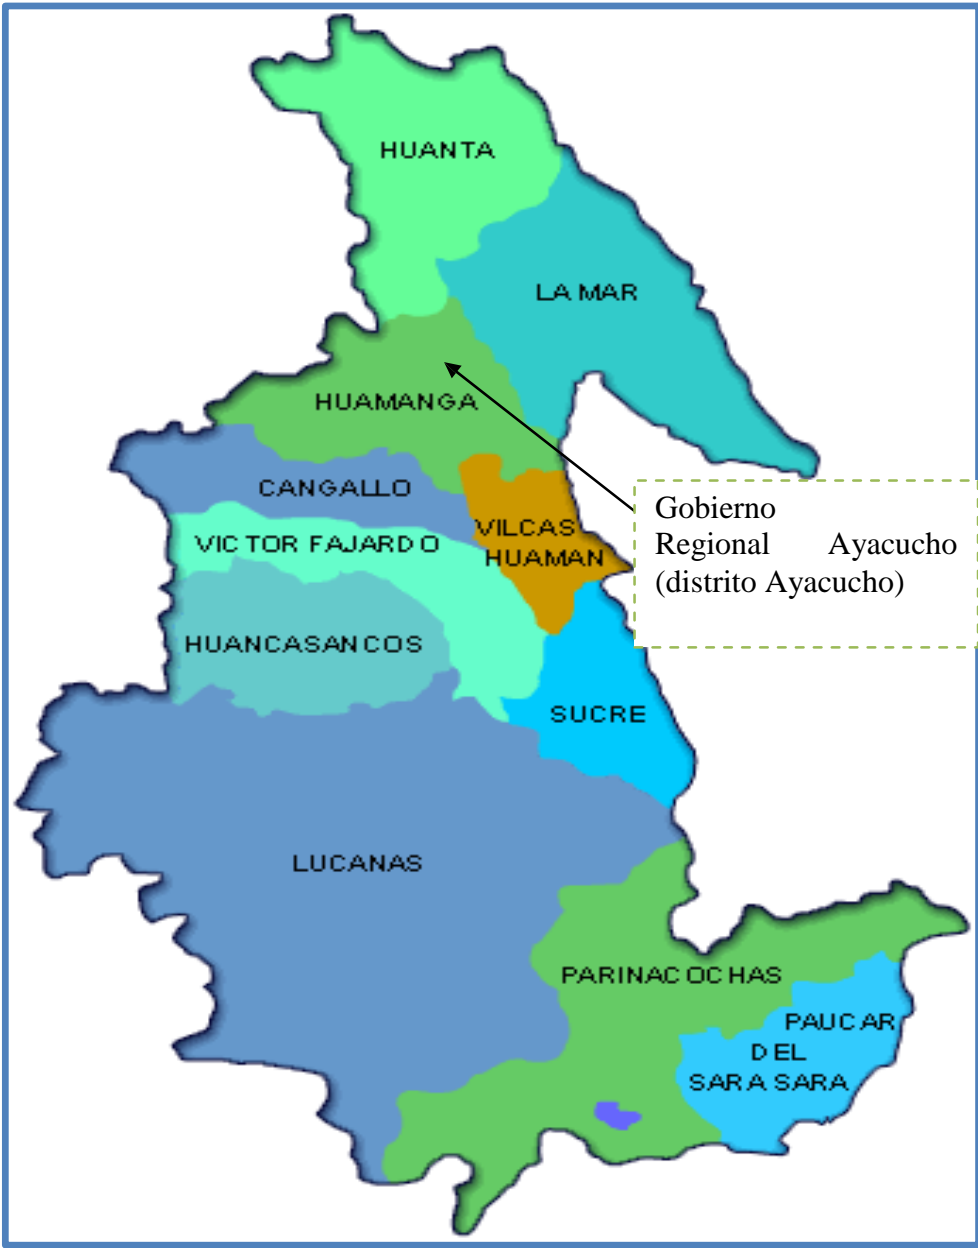 HUANTA
LA MAR
HUAMANGA
CANGALLO
VILCAS
HUAMAN
VICTOR FAJARDO
HUANCASANCOS
SUCRE
LUCANAS
PARINACOCHAS
PAUCAR
DEL
SARA SARA
Gobierno
Regional Ayacucho
(distrito Ayacucho)